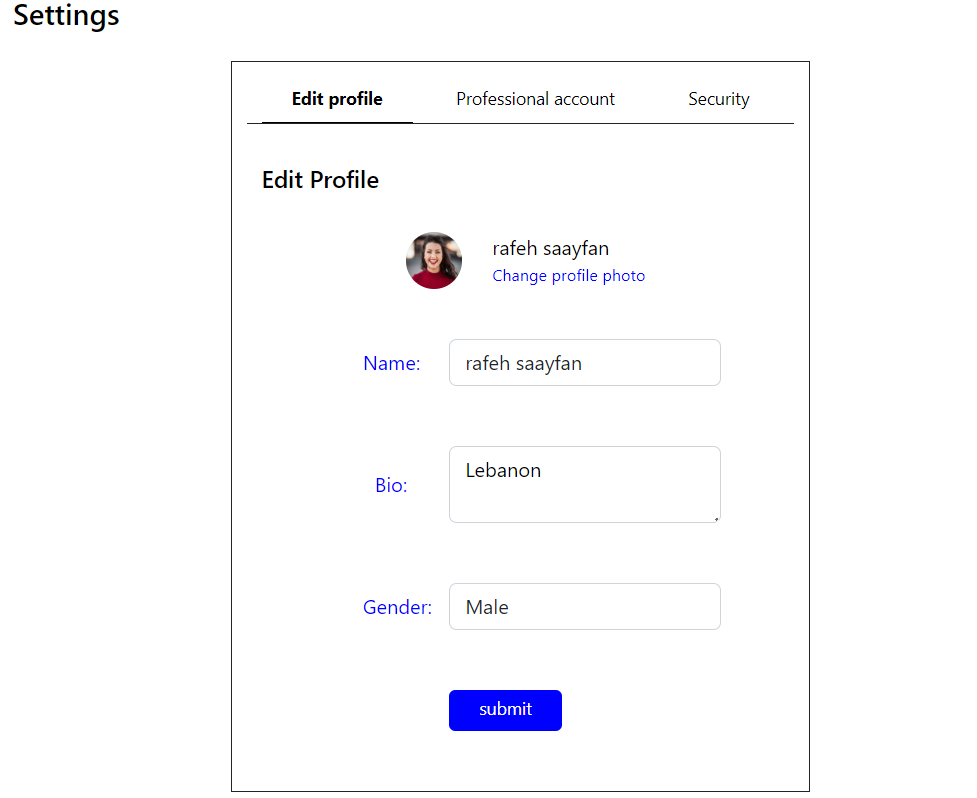 Settings
Edit profile Professional account Security
Edit Profile
rafeh saayfan
Change profile photo
Name: rafeh saayfan
Bio: Lebanon
Gender: Male
submit